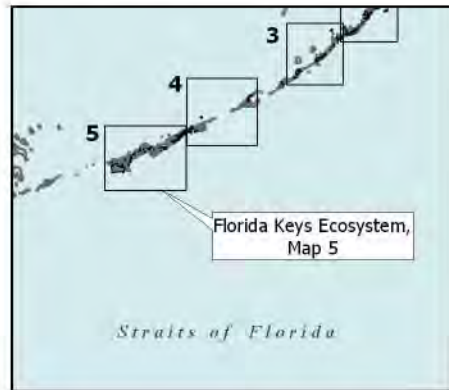 3
4
5
Florida Keys Ecosystem,
Map 5
Straits of Florida